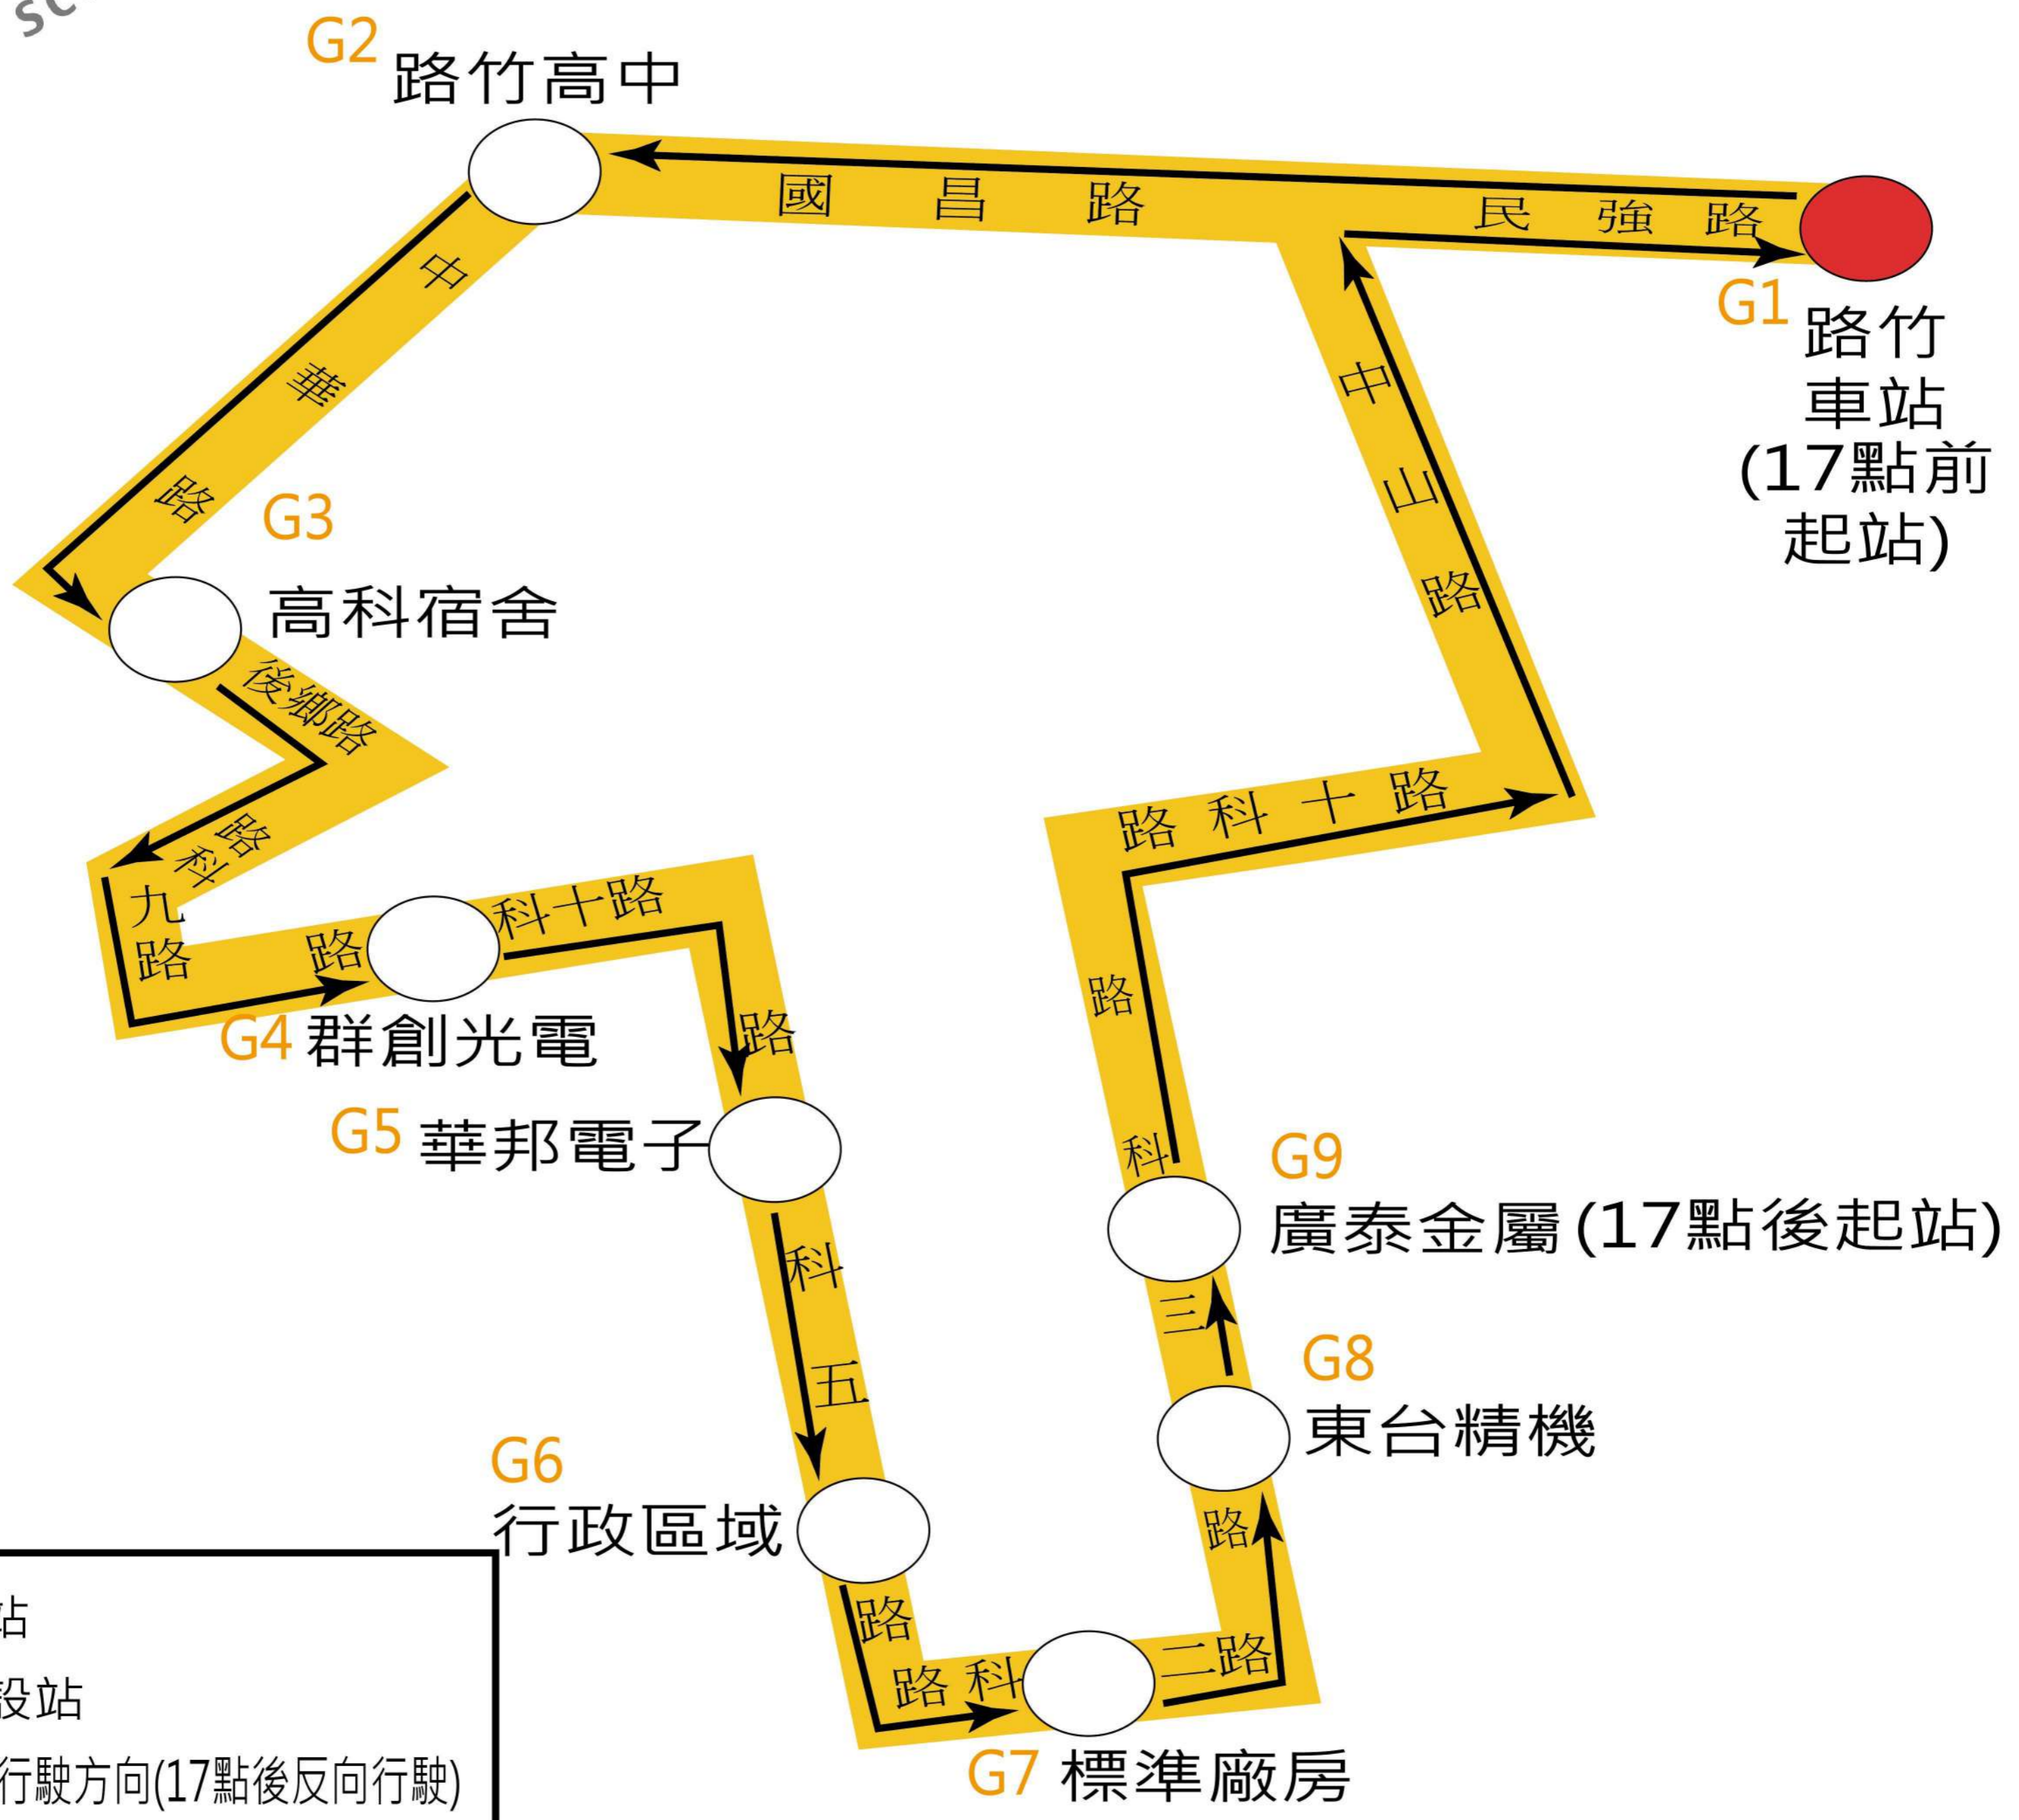 G2
路竹高中
國昌路
民強路
G1
路竹
車站
(17點前
起站)
中華路
G3
高科宿舍
後鄉路
路科九路
路科十路
G4 群創光電
G5 華邦電子
路科五路
G6
行政區域
路科二路
G7 標準廠房
G8
東台精機
G9
廣泰金屬(17點後起站)
路科三路
路科十路
中山路
站
設站
行駛方向(17點後反向行駛)